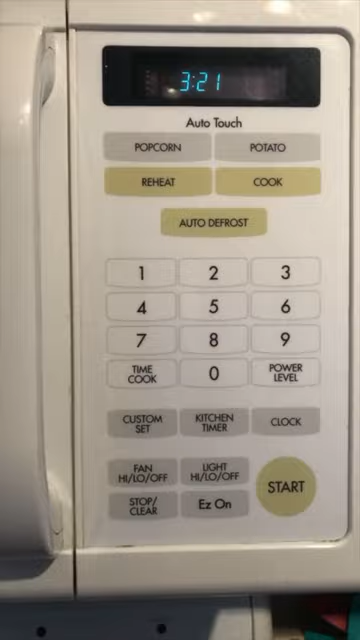 3:21
Auto Touch
POPCORN POTATO
REHEAT COOK
AUTO DEFROST
1 2 3
4 5 6
7 8 9
TIME COOK 0 POWER LEVEL
CUSTOM SET KITCHEN TIMER CLOCK
FAN HI/LO/OFF LIGHT HI/LO/OFF
START
STOP/CLEAR Ez On